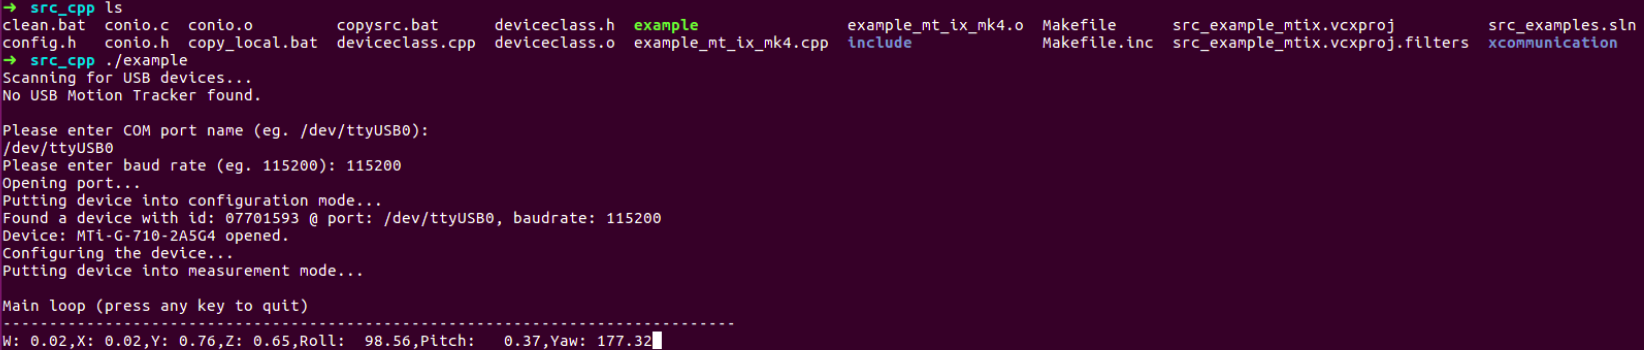 ➜ src_cpp ls
clean.bat conio.c conio.o copysrc.bat deviceclass.h example example_mt_ix_mk4.o Makefile src_example_mtix.vcxproj src_examples.sln
config.h conio.h copy_local.bat deviceclass.cpp deviceclass.o example_mt_ix_mk4.cpp include Makefile.inc src_example_mtix.vcxproj.filters xcommunication
➜ src_cpp ./example
Scanning for USB devices...
No USB Motion Tracker found.
Please enter COM port name (eg. /dev/ttyUSB0):
/dev/ttyUSB0
Please enter baud rate (eg. 115200): 115200
Opening port...
Putting device into configuration mode...
Found a device with id: 07701593 @ port: /dev/ttyUSB0, baudrate: 115200
Device: MTi-G-710-2A5G4 opened.
Configuring the device...
Putting device into measurement mode...
Main loop (press any key to quit)
-------------------------------------------------------------------------------
W: 0.02,X: 0.02,Y: 0.76,Z: 0.65,Roll: 98.56,Pitch: 0.37,Yaw: 177.32